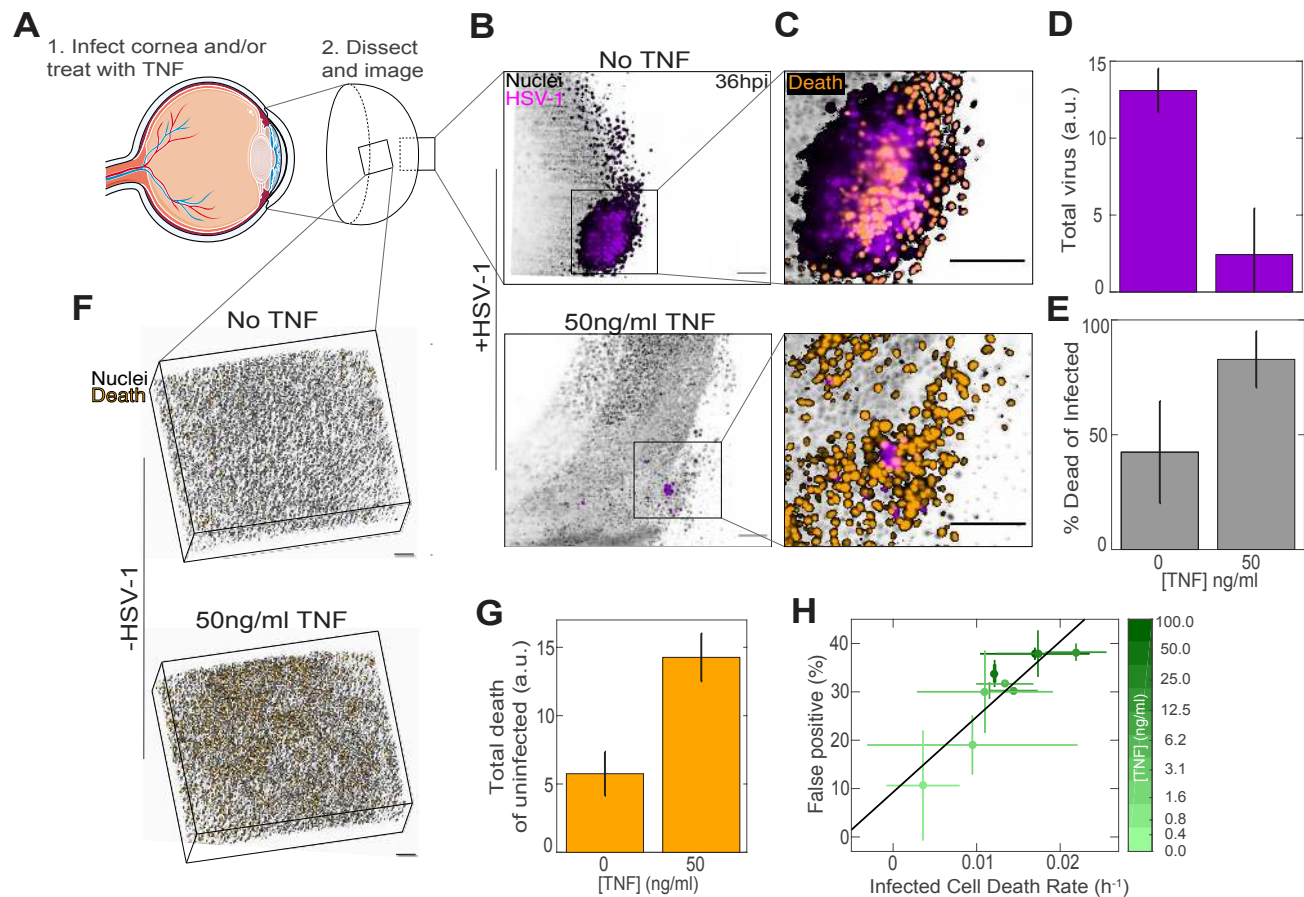 A
1. Infect cornea and/or
treat with TNF
2. Dissect
and image
B
No TNF
Nuclei
HSV-1
36hpi
+HSV-1
50ng/ml TNF
C
Death
D
15
10
5
0
Total virus (a.u.)
E
100
50
0
% Dead of Infected
0
50
[TNF] ng/ml
F
No TNF
Nuclei
Death
-HSV-1
50ng/ml TNF
G
15
10
5
0
Total death
of uninfected (a.u.)
0
50
[TNF] (ng/ml)
H
40
30
20
10
0
False positive (%)
0
0.01
0.02
Infected Cell Death Rate (h⁻¹)
[TNF] (ng/ml)
100.0
50.0
25.0
12.5
6.2
3.1
1.6
0.8
0.4
0.0